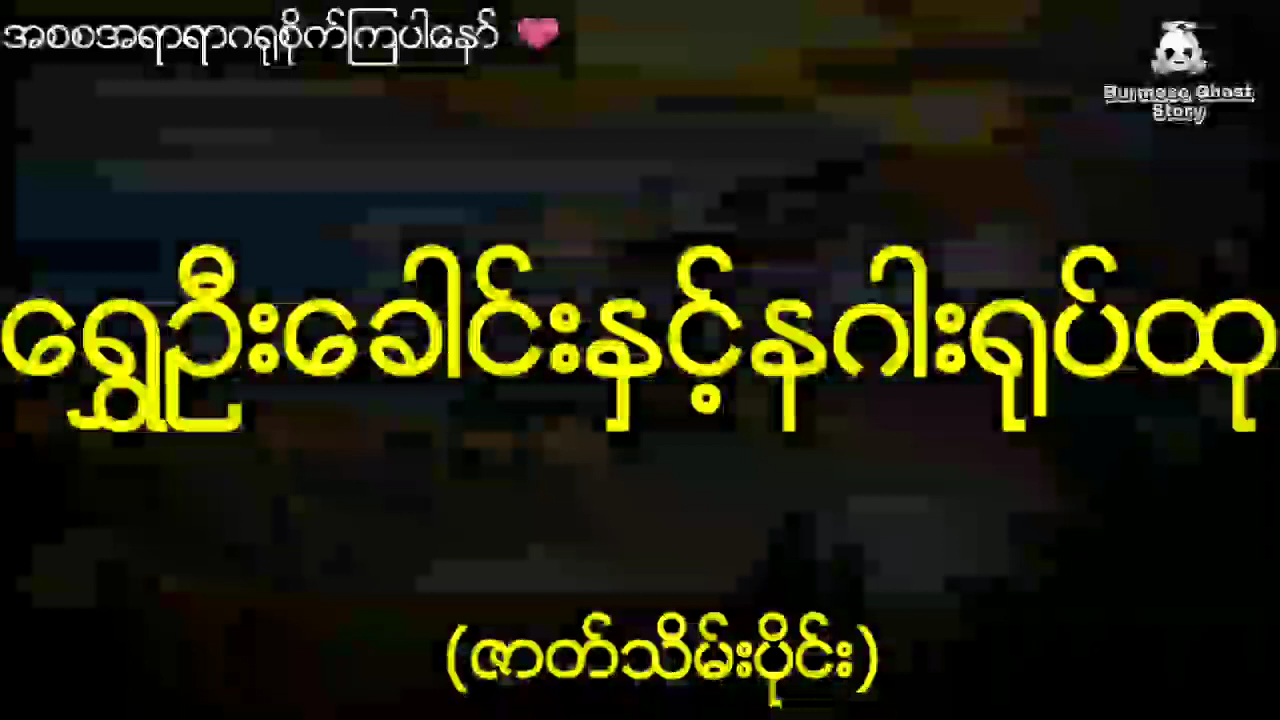 အစစအရာရာဂရုစိုက်ကြပါနော် 💗
Burmese Ghost
Story
ရွှေဦးခေါင်းနှင့်နဂါးရုပ်ထု
(ဇာတ်သိမ်းပိုင်း)